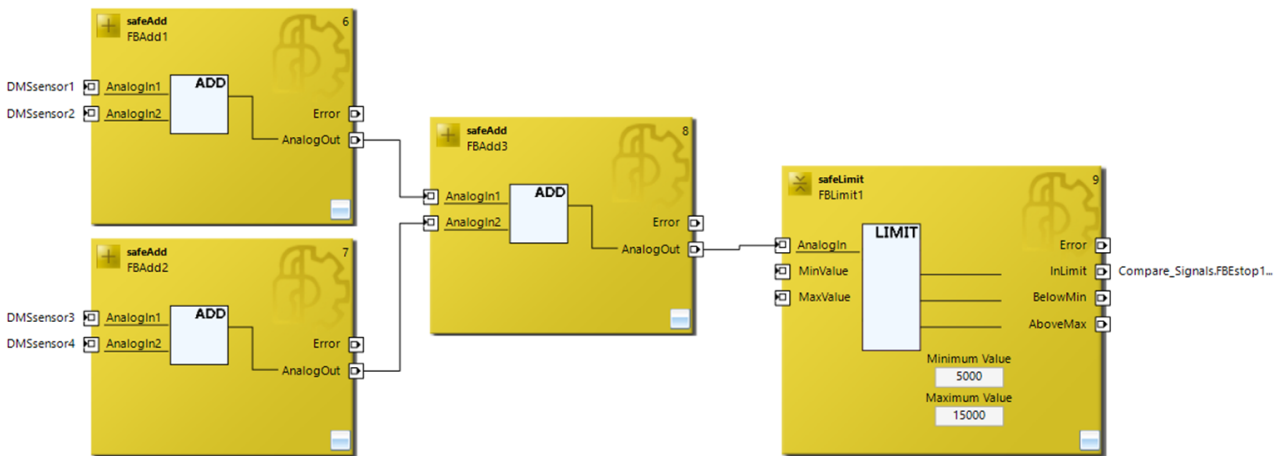 safeAdd 6
FBAdd1
DMSsensor1 AnalogIn1 ADD
DMSsensor2 AnalogIn2 Error
AnalogOut
safeAdd 7
FBAdd2
DMSsensor3 AnalogIn1 ADD
DMSsensor4 AnalogIn2 Error
AnalogOut
safeAdd 8
FBAdd3
AnalogIn1 ADD
AnalogIn2 Error
AnalogOut
safeLimit 9
FBLimit1
LIMIT
AnalogIn Error
MinValue InLimit Compare_Signals.FBEstop1...
MaxValue BelowMin
AboveMax
Minimum Value
5000
Maximum Value
15000